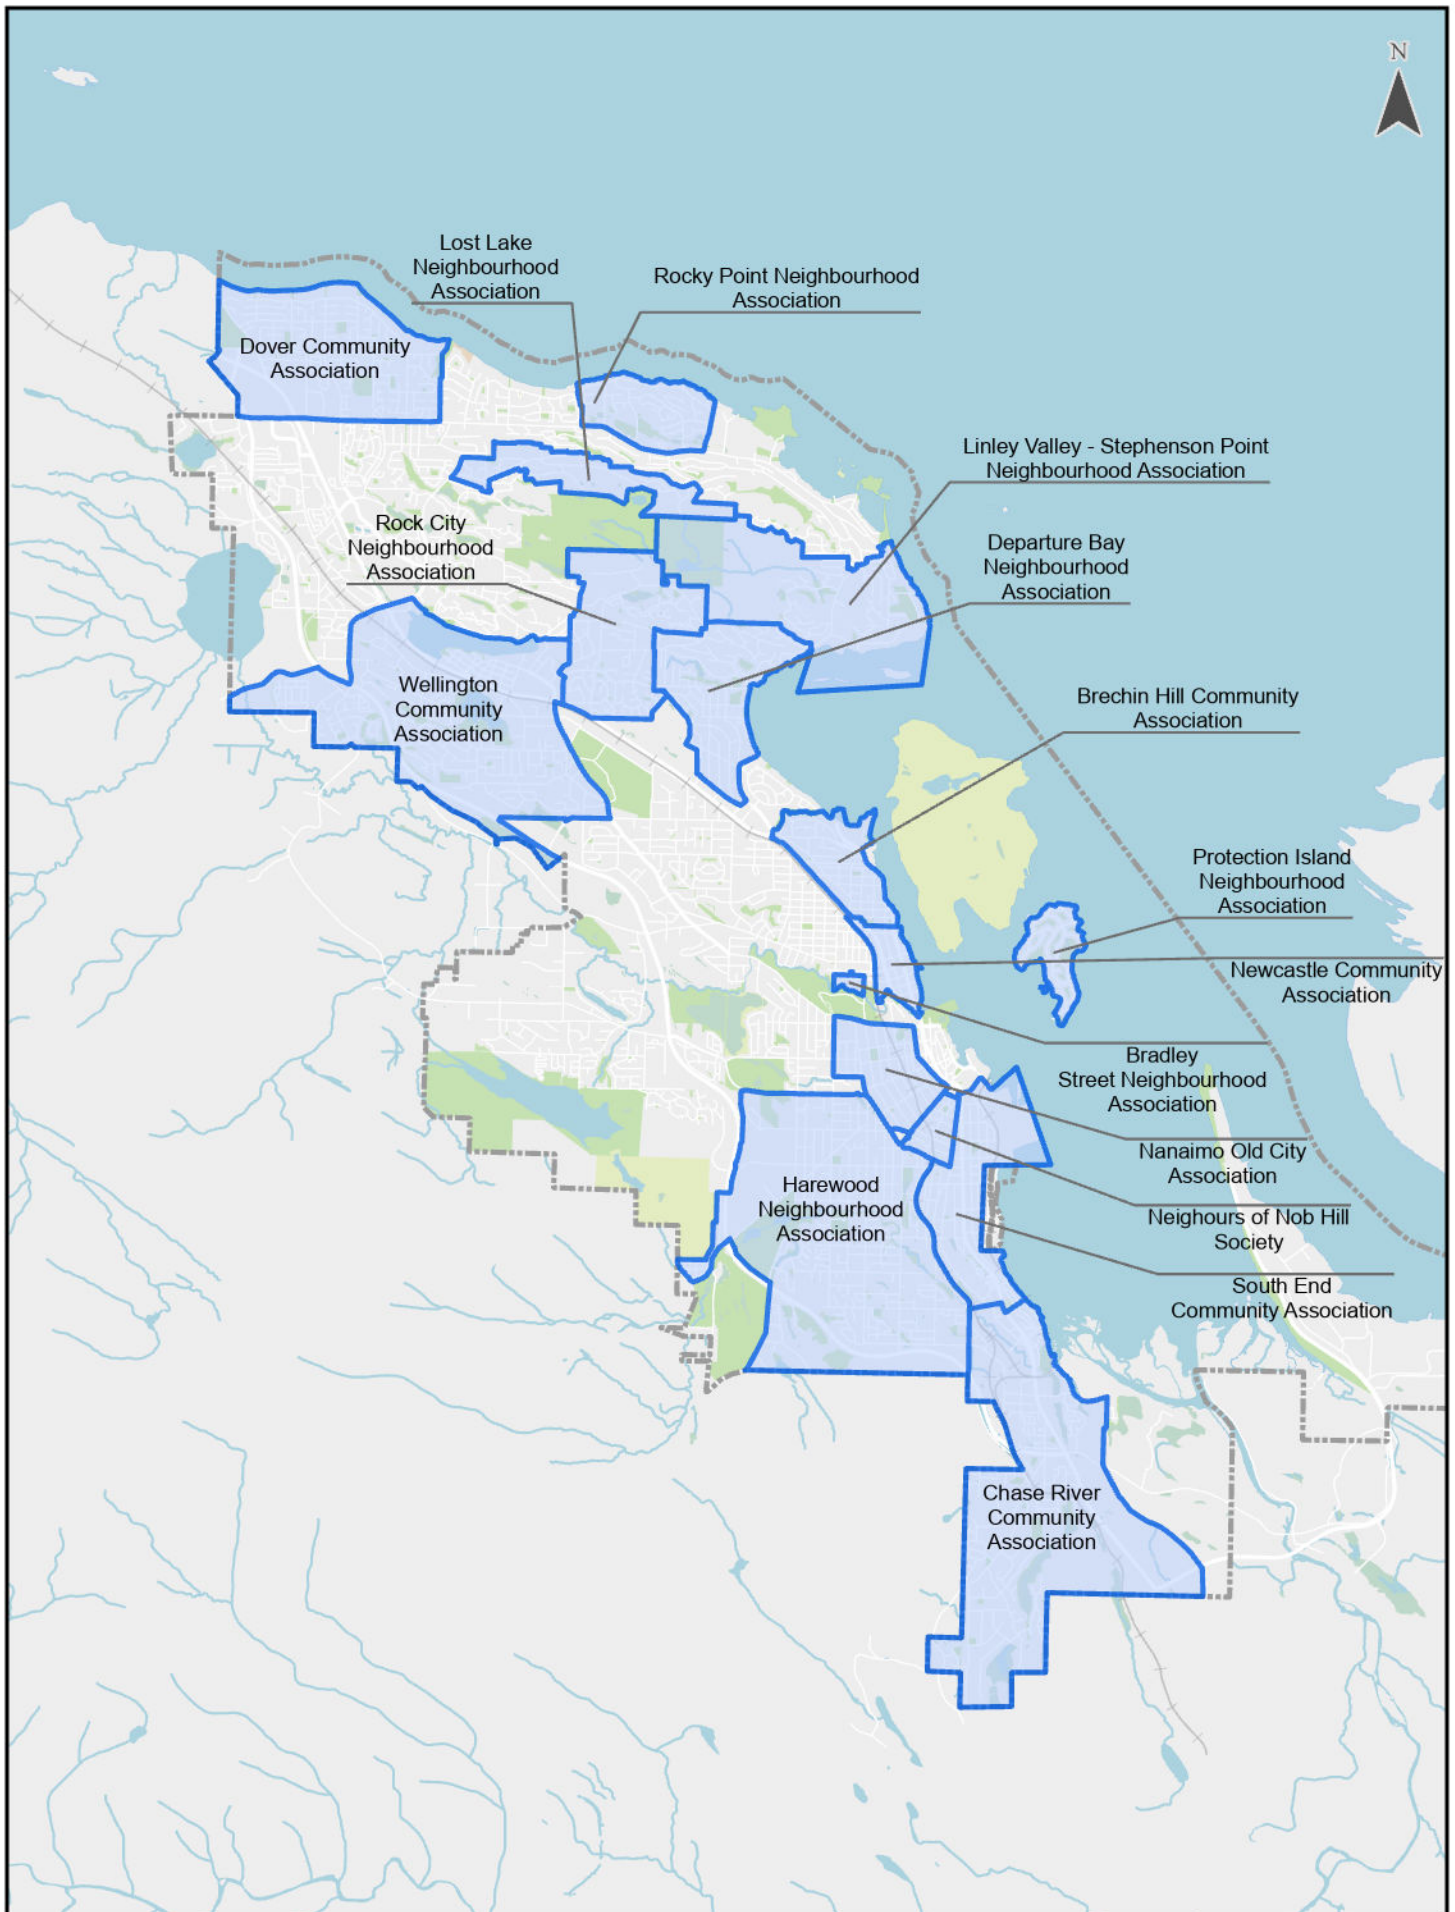 N
Lost Lake
Neighbourhood
Association
Rocky Point Neighbourhood
Association
Dover Community
Association
Linley Valley - Stephenson Point
Neighbourhood Association
Rock City
Neighbourhood
Association
Departure Bay
Neighbourhood
Association
Wellington
Community
Association
Brechin Hill Community
Association
Protection Island
Neighbourhood
Association
Newcastle Community
Association
Bradley
Street Neighbourhood
Association
Nanaimo Old City
Association
Harewood
Neighbourhood
Association
Neighours of Nob Hill
Society
South End
Community Association
Chase River
Community
Association